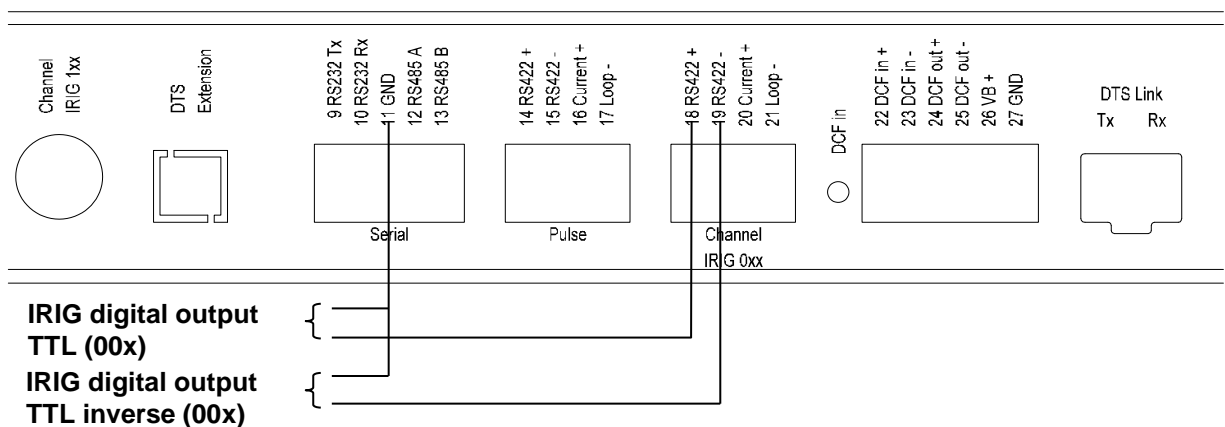 Channel
IRIG 1xx
DTS
Extension
9 RS232 Tx
10 RS232 Rx
11 GND
12 RS485 A
13 RS485 B
Serial
14 RS422 +
15 RS422 -
16 Current +
17 Loop -
Pulse
18 RS422 +
19 RS422 -
20 Current +
21 Loop -
Channel
IRIG 0xx
DCF in
22 DCF in +
23 DCF in -
24 DCF out +
25 DCF out -
26 VB +
27 GND
DTS Link
Tx Rx
IRIG digital output
TTL (00x)
IRIG digital output
TTL inverse (00x)